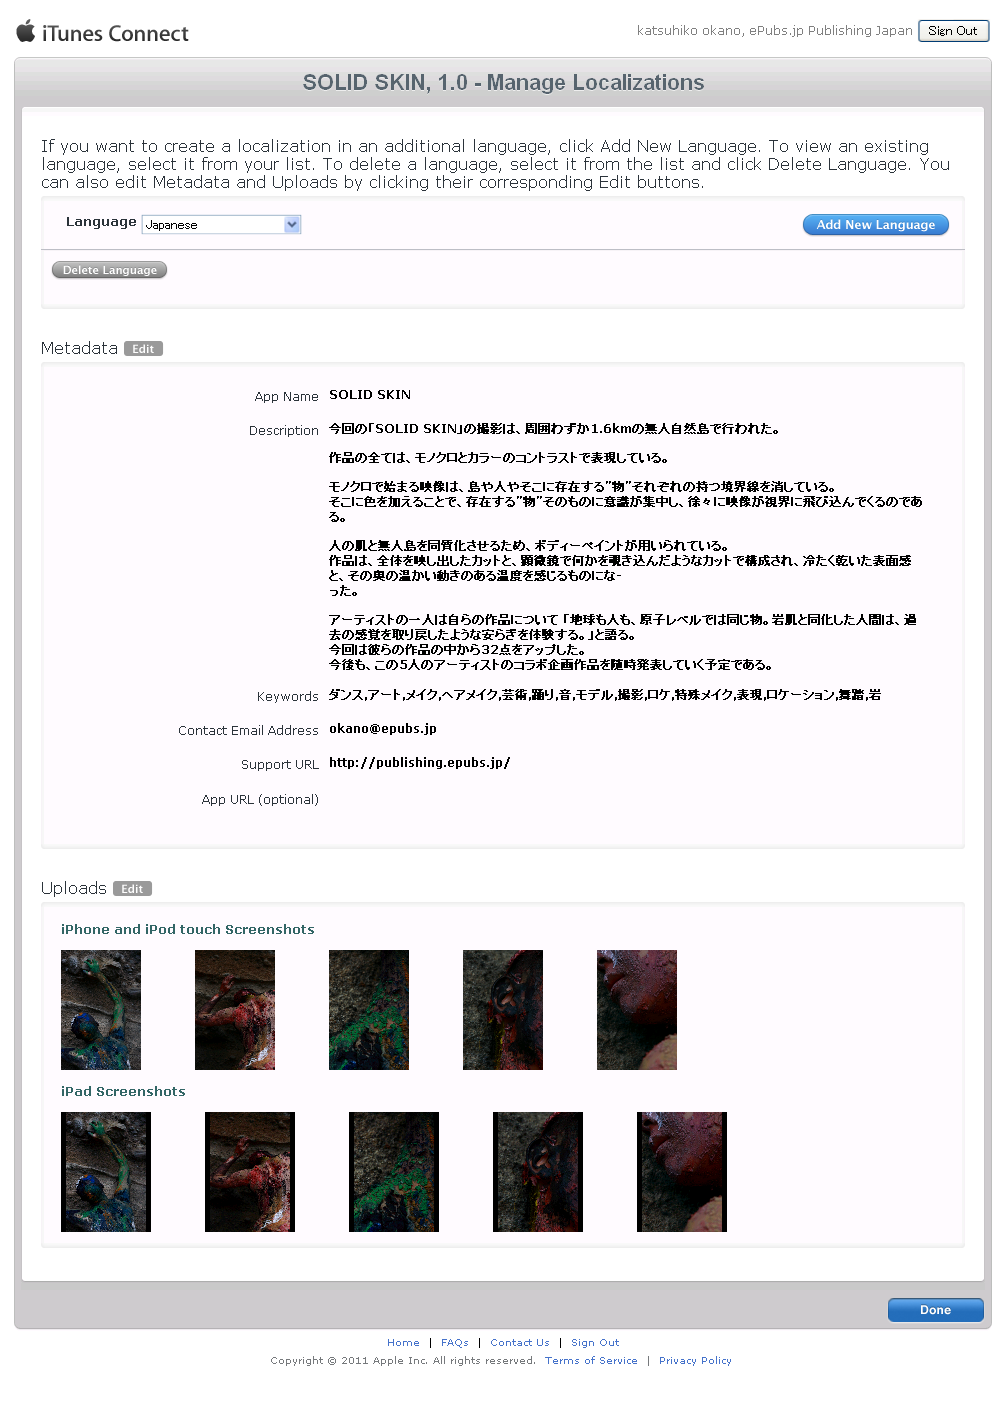 iTunes Connect
katsuhiko okano, ePubs.jp Publishing Japan
Sign Out
SOLID SKIN, 1.0 - Manage Localizations
If you want to create a localization in an additional language, click Add New Language. To view an existing
language, select it from your list. To delete a language, select it from the list and click Delete Language. You
can also edit Metadata and Uploads by clicking their corresponding Edit buttons.
Language Japanese
Add New Language
Delete Language
Metadata Edit
App Name SOLID SKIN
Description 今回の「SOLID SKIN」の撮影は、周囲わずか1.6kmの無人自然島で行われた。
作品の全ては、モノクロとカラーのコントラストで表現している。
モノクロで始まる映像は、島や人やそこに存在する"物"それぞれの持つ境界線を消している。
そこに色を加えることで、存在する"物"そのものに意識が集中し、徐々に映像が視界に飛び込んでくるのであ
る。
人の肌と無人島を同質化させるため、ボディーペイントが用いられている。
作品は、全体を映し出したカットと、顕微鏡で何かを覗き込んだようなカットで構成され、冷たく乾いた表面感
と、その奥の温かい動きのある温度を感じるものにな-
った。
アーティストの一人は自らの作品について「地球も人も、原子レベルでは同じ物。岩肌と同化した人間は、過
去の感覚を取り戻したような安らぎを体験する。」と語る。
今回は彼らの作品の中から32点をアップした。
今後も、この5人のアーティストのコラボ企画作品を随時発表していく予定である。
Keywords ダンス,アート,メイク,ヘアメイク,芸術,踊り,音,モデル,撮影,ロケ,特殊メイク,表現,ロケーション,舞踏,岩
Contact Email Address okano@epubs.jp
Support URL http://publishing.epubs.jp/
App URL (optional)
Uploads Edit
iPhone and iPod touch Screenshots
iPad Screenshots
Done
Home | FAQs | Contact Us | Sign Out
Copyright © 2011 Apple Inc. All rights reserved. Terms of Service | Privacy Policy